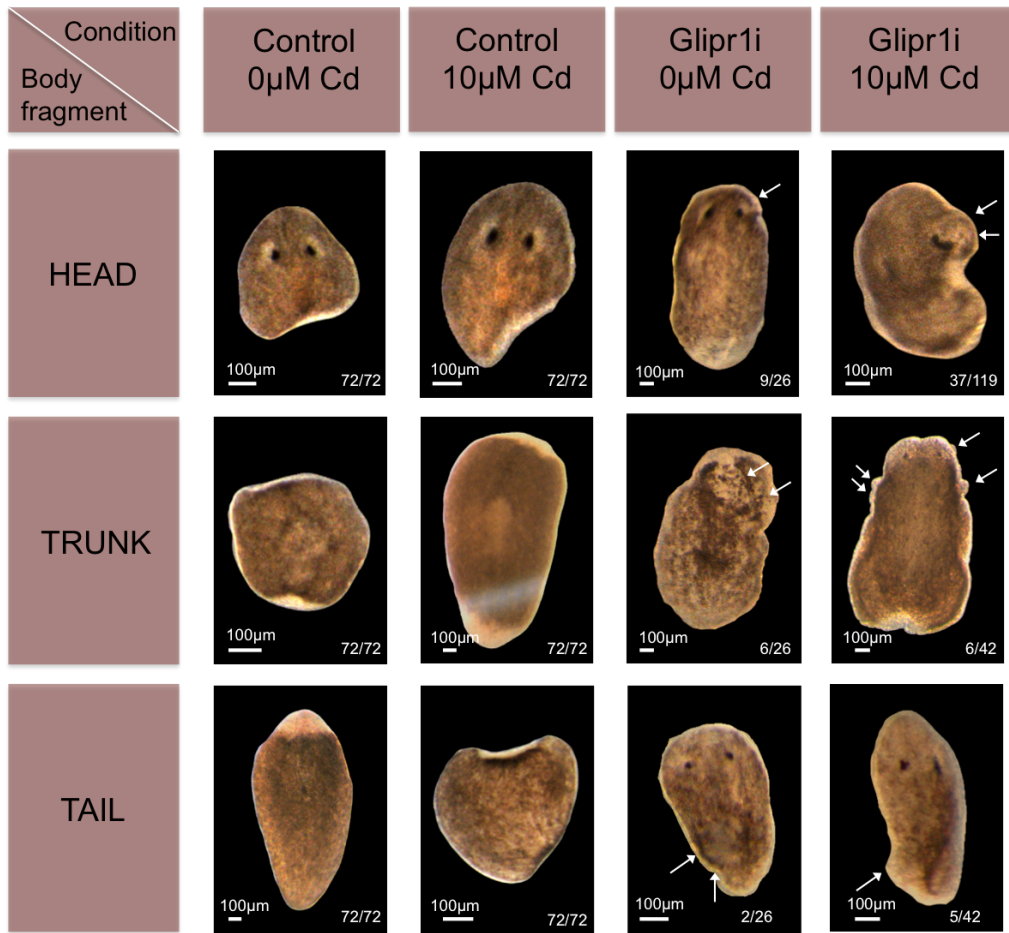 Condition
Body
fragment
Control
0µM Cd
Control
10µM Cd
Glipr1i
0µM Cd
Glipr1i
10µM Cd
HEAD
100µm
72/72
100µm
72/72
100µm
9/26
100µm
37/119
TRUNK
100µm
72/72
100µm
72/72
100µm
6/26
100µm
6/42
TAIL
100µm
72/72
100µm
72/72
100µm
2/26
100µm
5/42